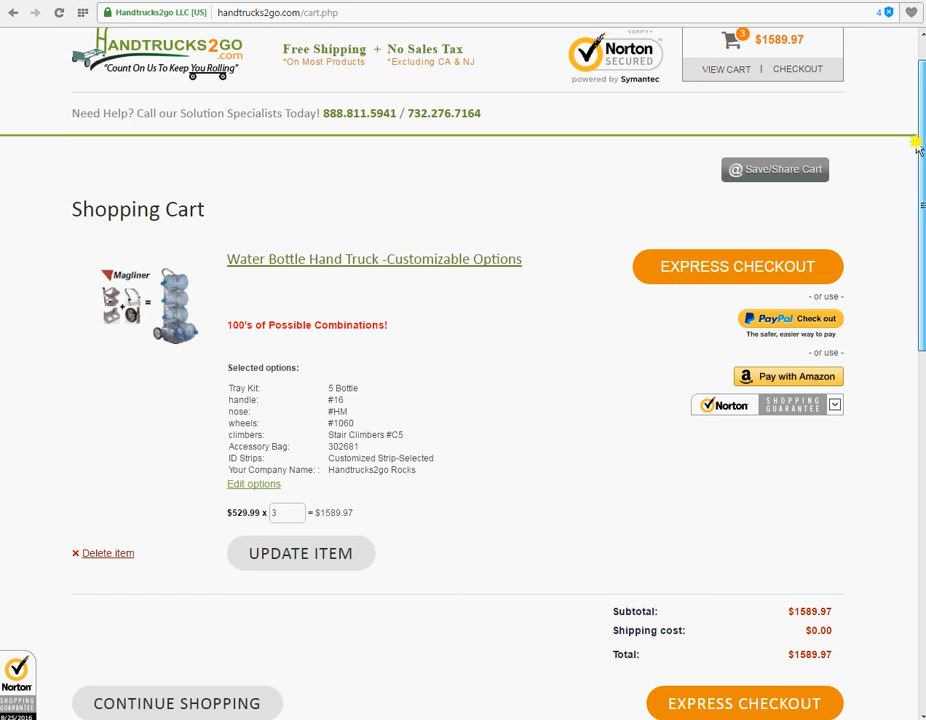 Handtrucks2go LLC [US] handtrucks2go.com/cart.php 4
HANDTRUCKS2GO
.com
"Count On Us To Keep You Rolling"
Free Shipping + No Sales Tax
*On Most Products *Excluding CA & NJ
VERIFY
Norton
SECURED
powered by Symantec
3 $1589.97
VIEW CART | CHECKOUT
Need Help? Call our Solution Specialists Today! 888.811.5941 / 732.276.7164
@ Save/Share Cart
Shopping Cart
Magliner
Water Bottle Hand Truck -Customizable Options
100's of Possible Combinations!
Selected options:
Tray Kit: 5 Bottle
handle: #16
nose: #HM
wheels: #1060
climbers: Stair Climbers #C5
Accessory Bag: 302681
ID Strips: Customized Strip-Selected
Your Company Name: : Handtrucks2go Rocks
Edit options
$529.99 x 3 = $1589.97
× Delete item
UPDATE ITEM
EXPRESS CHECKOUT
- or use -
PayPal Check out
The safer, easier way to pay
- or use -
a Pay with Amazon
Norton SHOPPING
GUARANTEE
Subtotal: $1589.97
Shipping cost: $0.00
Total: $1589.97
Norton
SHOPPING
GUARANTEE
8/25/2016
CONTINUE SHOPPING
EXPRESS CHECKOUT